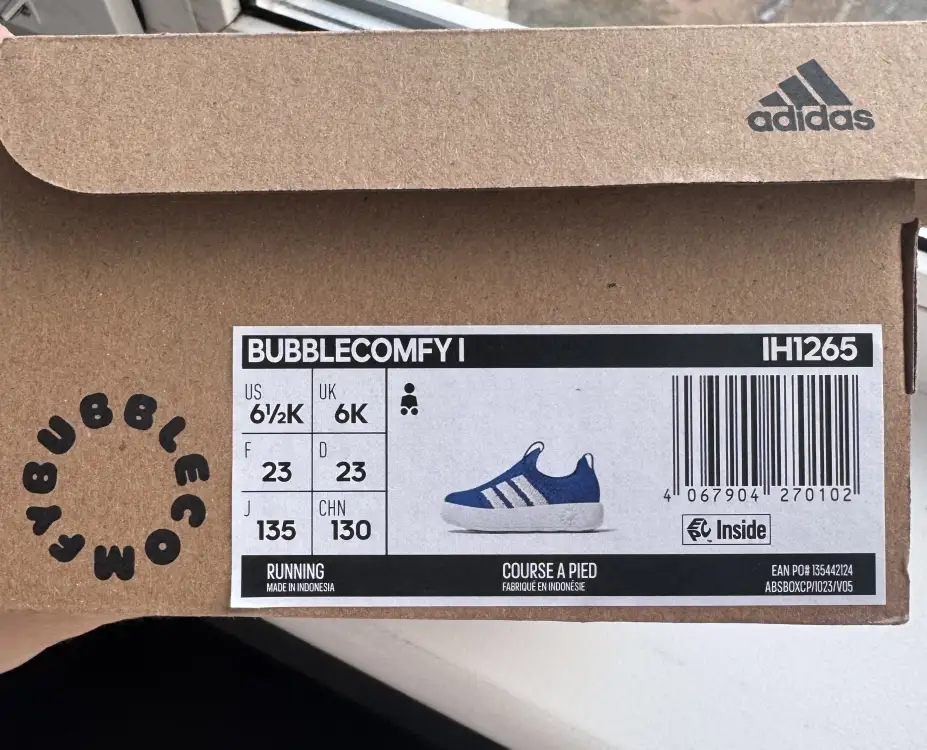 adidas
BUBBLECOMFY
BUBBLECOMFY I IH1265
US 6½K UK 6K
F 23 D 23
J 135 CHN 130
4 067904 270102
Inside
RUNNING COURSE A PIED EAN PO# 135442124
MADE IN INDONESIA FABRIQUÉ EN INDONÉSIE ABSBOXCP/1023/V05